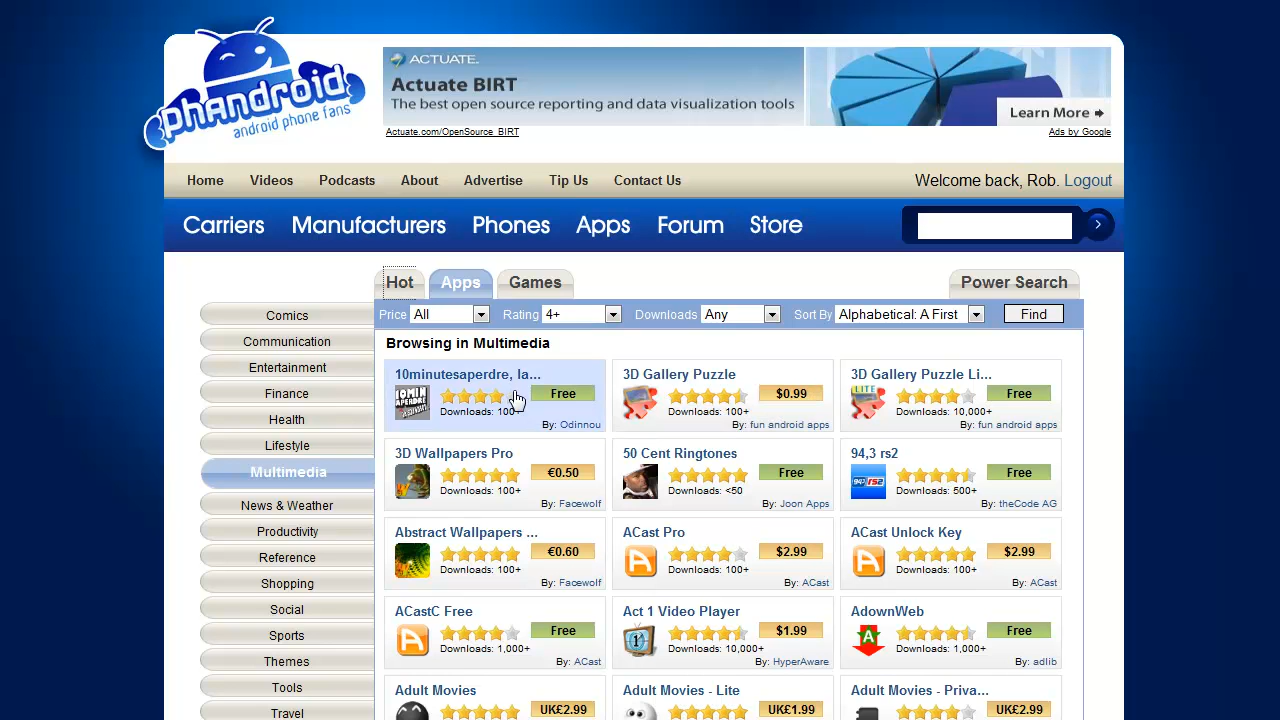 phandroid
android phone fans
ACTUATE.
Actuate BIRT
The best open source reporting and data visualization tools
Learn More
Actuate.com/OpenSource_BIRT
Ads by Google
Home Videos Podcasts About Advertise Tip Us Contact Us
Welcome back, Rob. Logout
Carriers Manufacturers Phones Apps Forum Store
Hot Apps Games Power Search
Price All Rating 4+ Downloads Any Sort By Alphabetical: A First Find
Browsing in Multimedia
Comics
Communication
Entertainment
Finance
Health
Lifestyle
Multimedia
News & Weather
Productivity
Reference
Shopping
Social
Sports
Themes
Tools
Travel
10minutesaperdre, la...
Free
Downloads: 100+
By: Odinnou
3D Gallery Puzzle
$0.99
Downloads: 100+
By: fun android apps
3D Gallery Puzzle Li...
LITE
Free
Downloads: 10,000+
By: fun android apps
3D Wallpapers Pro
€0.50
Downloads: 100+
By: Facewolf
50 Cent Ringtones
Free
Downloads: <50
By: Joon Apps
94,3 rs2
Free
Downloads: 500+
By: theCode AG
Abstract Wallpapers ...
€0.60
Downloads: 100+
By: Facewolf
ACast Pro
$2.99
Downloads: 100+
By: ACast
ACast Unlock Key
$2.99
Downloads: 100+
By: ACast
ACastC Free
Free
Downloads: 1,000+
By: ACast
Act 1 Video Player
$1.99
Downloads: 10,000+
By: HyperAware
AdownWeb
Free
Downloads: 1,000+
By: adlib
Adult Movies
UK£2.99
Adult Movies - Lite
UK£1.99
Adult Movies - Priva...
UK£2.99